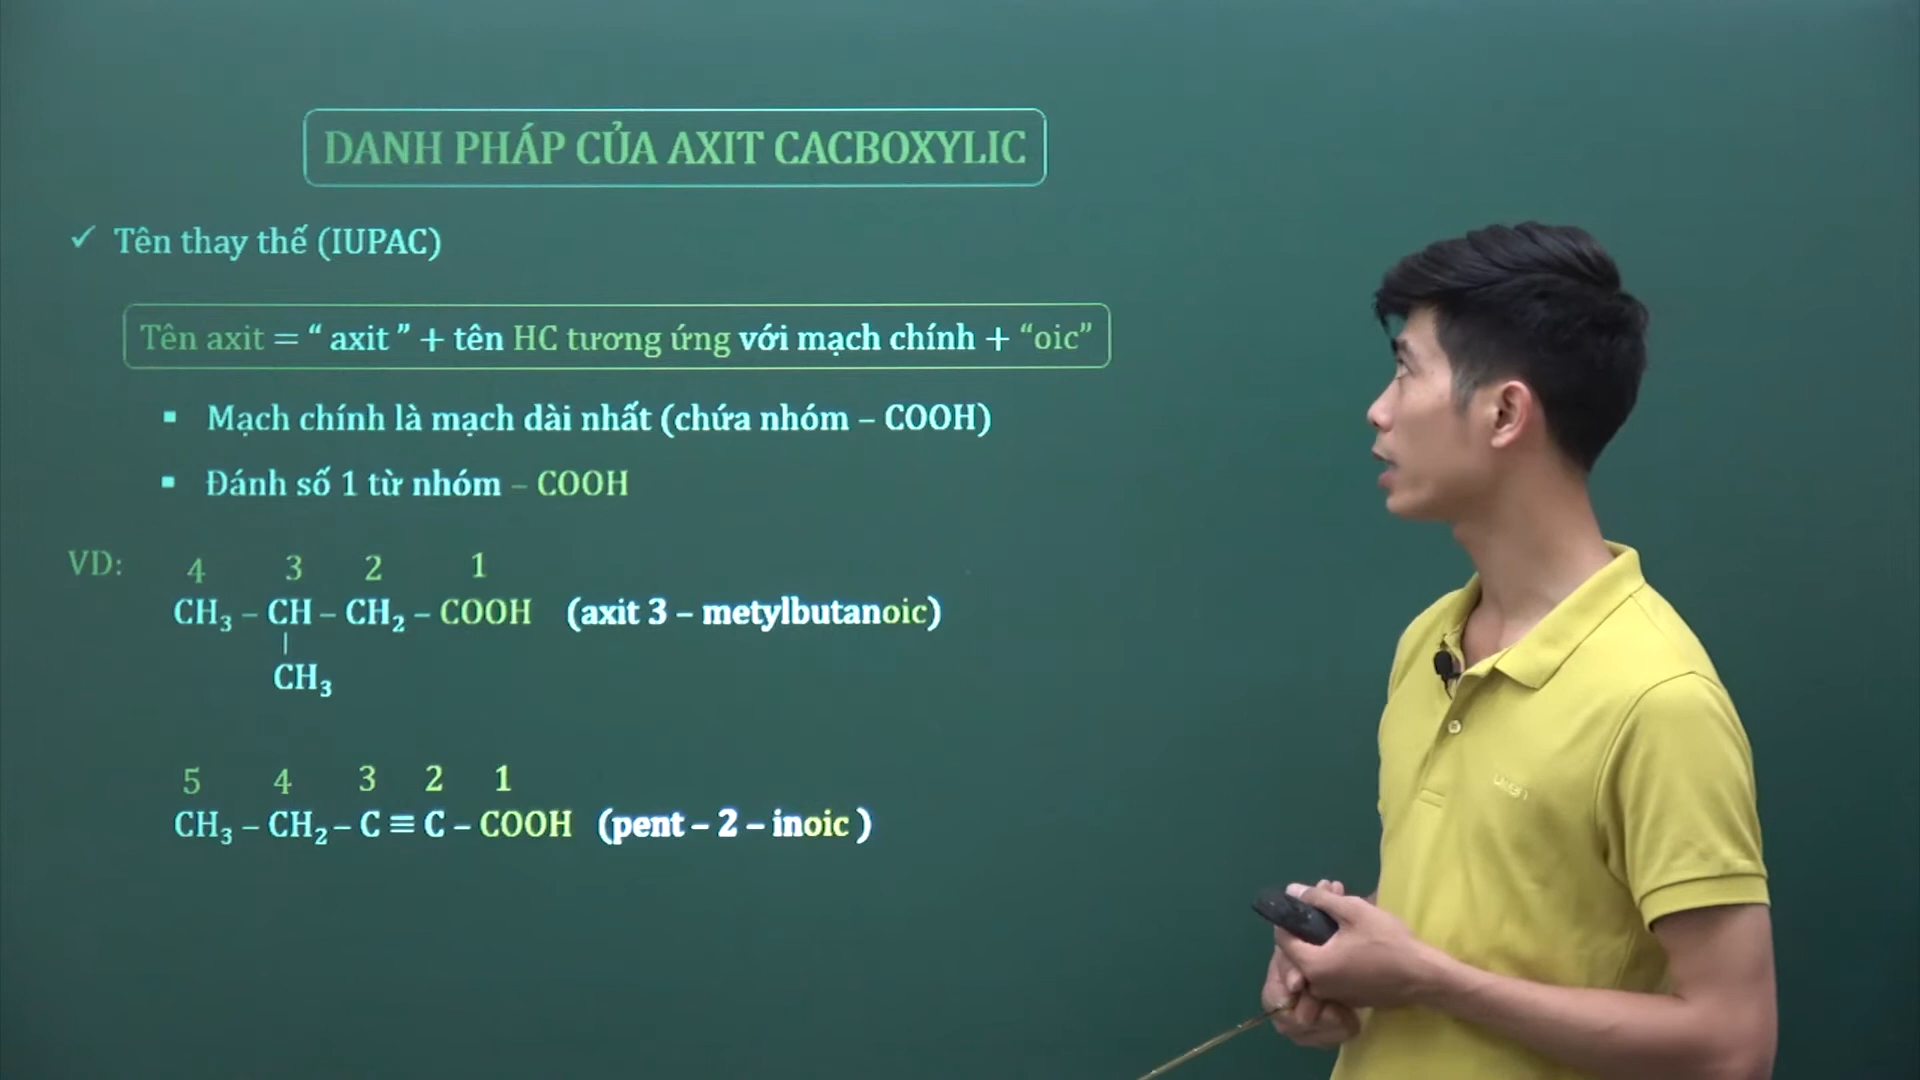 DANH PHÁP CỦA AXIT CACBOXYLIC
✓ Tên thay thế (IUPAC)
Tên axit = “ axit ” + tên HC tương ứng với mạch chính + “oic”
▪ Mạch chính là mạch dài nhất (chứa nhóm – COOH)
▪ Đánh số 1 từ nhóm – COOH
VD:
4 3 2 1
CH₃ – CH – CH₂ – COOH (axit 3 – metylbutanoic)
|
CH₃
5 4 3 2 1
CH₃ – CH₂ – C ≡ C – COOH (pent – 2 – inoic )